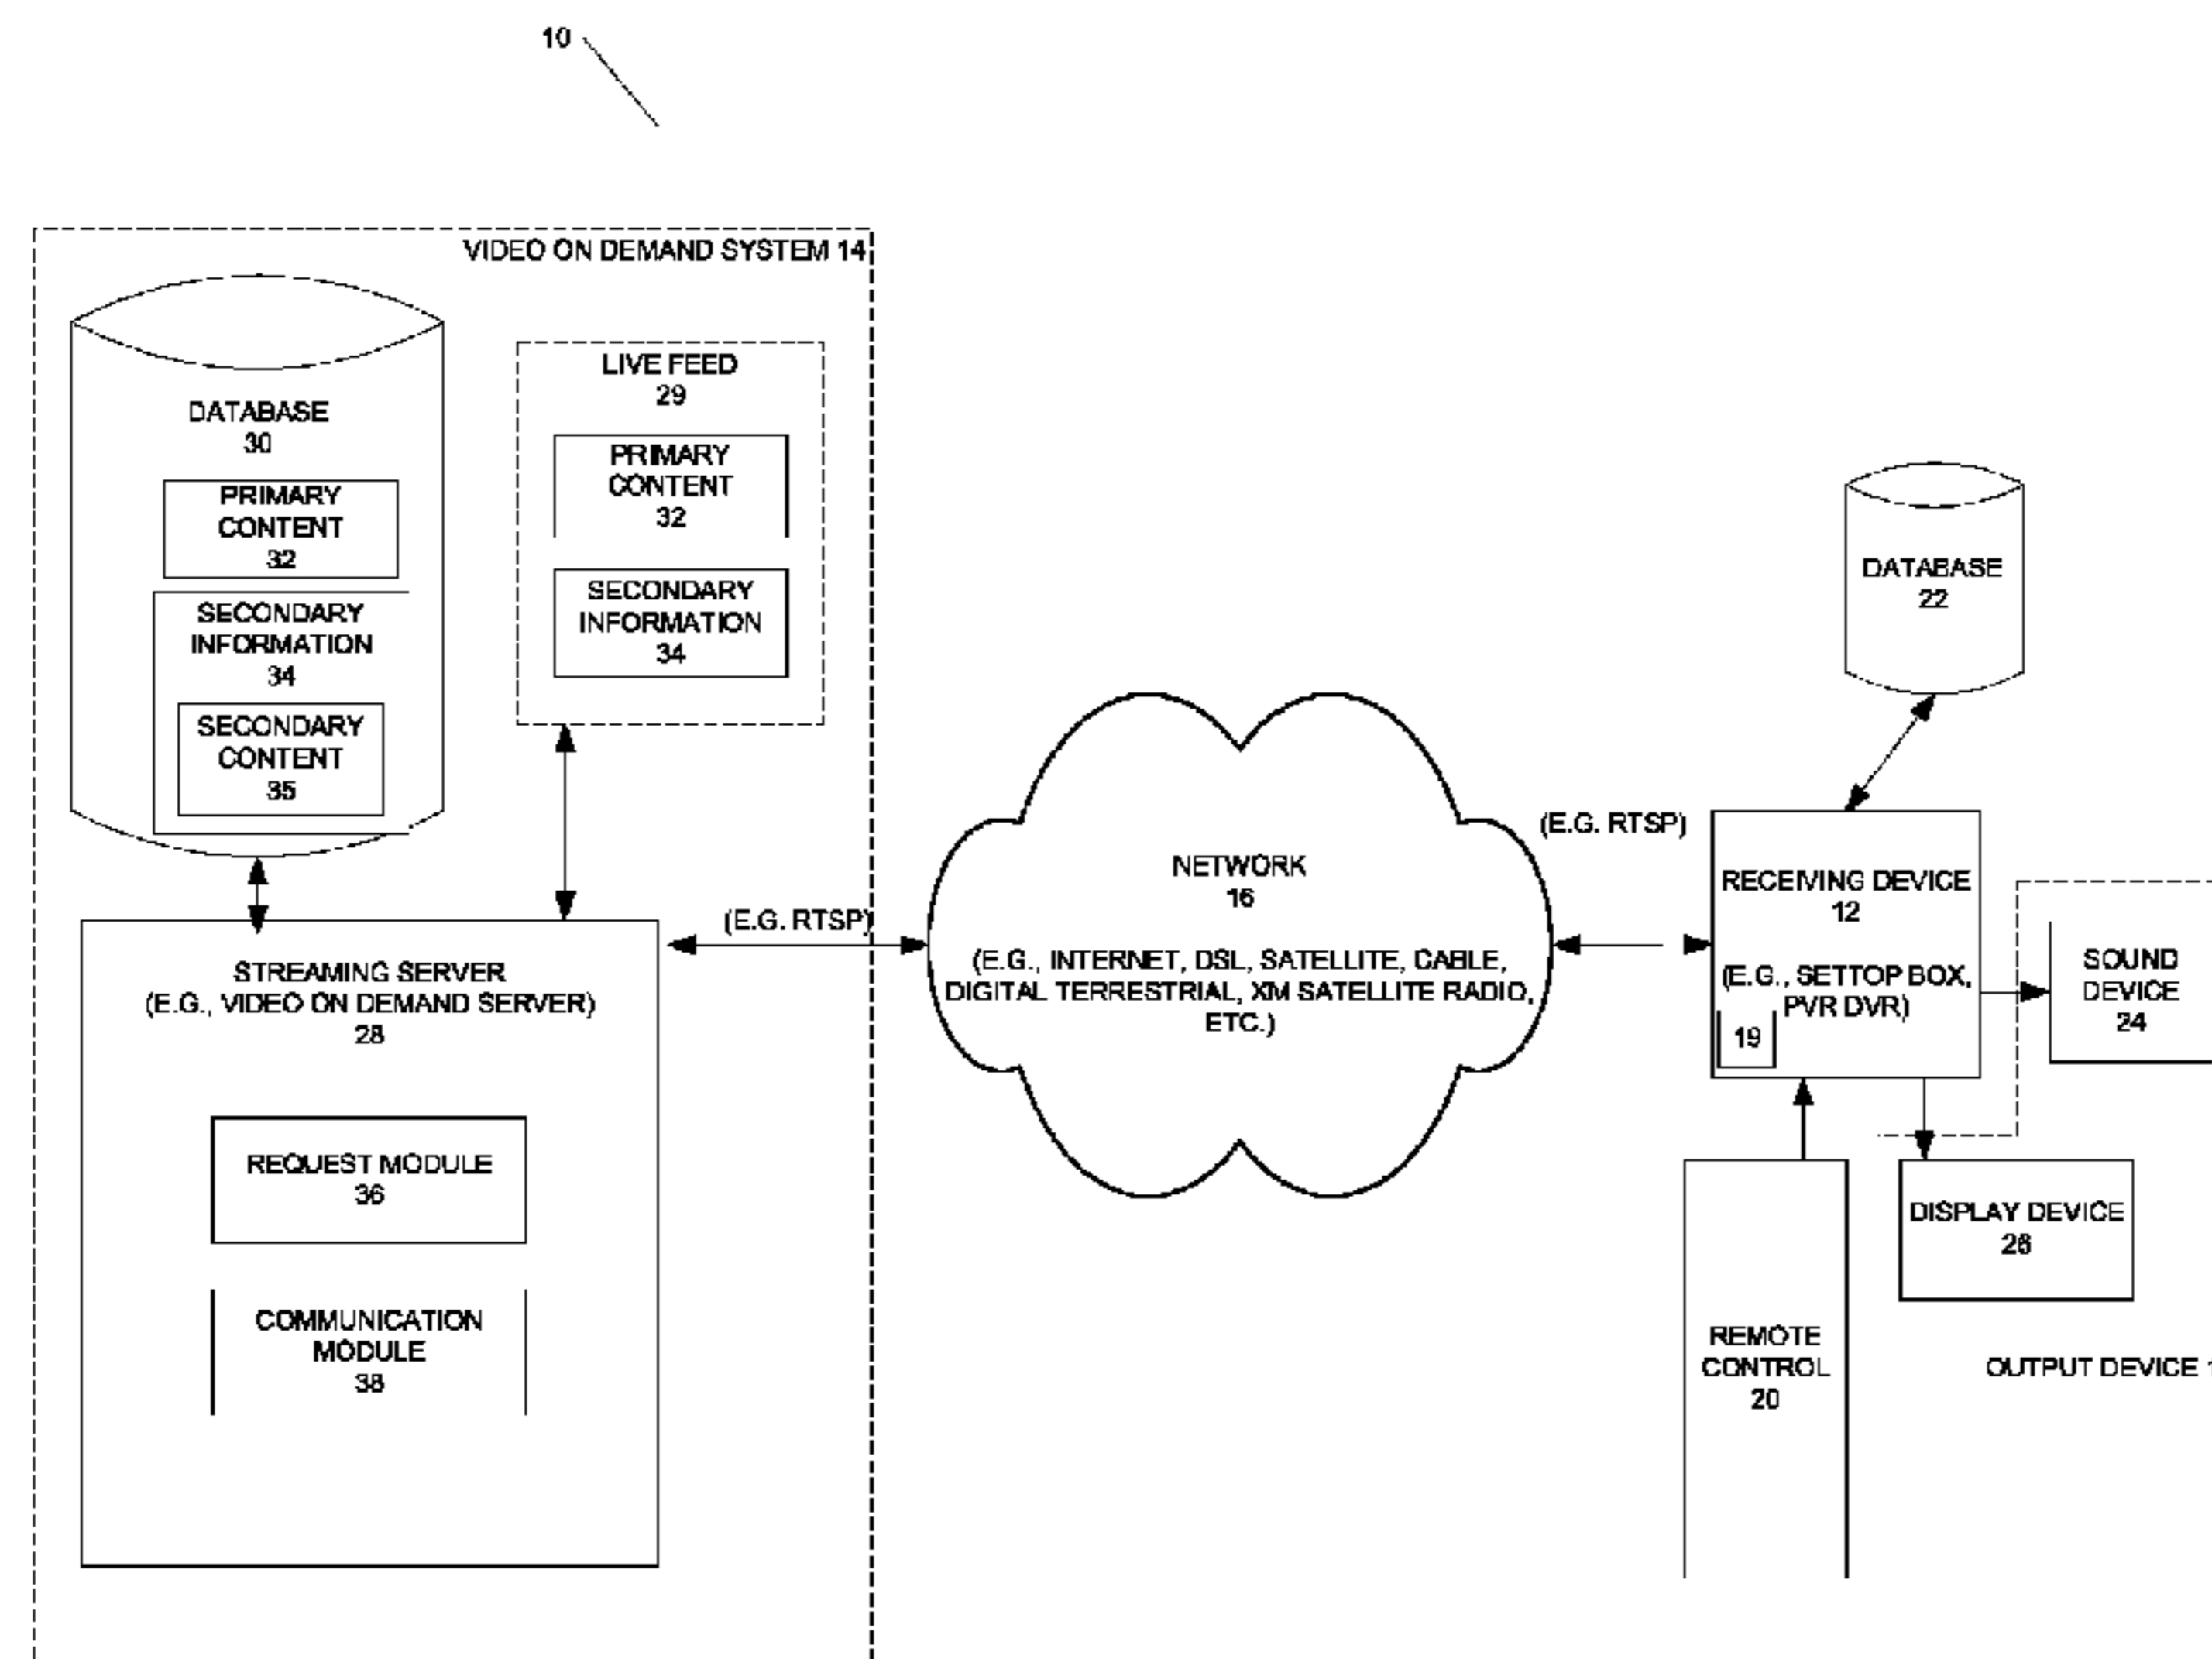 10
VIDEO ON DEMAND SYSTEM 14
DATABASE
30
PRIMARY
CONTENT
32
SECONDARY
INFORMATION
34
SECONDARY
CONTENT
35
LIVE FEED
29
PRIMARY
CONTENT
32
SECONDARY
INFORMATION
34
STREAMING SERVER
(E.G., VIDEO ON DEMAND SERVER)
28
REQUEST MODULE
36
COMMUNICATION
MODULE
38
(E.G. RTSP)
NETWORK
16
(E.G., INTERNET, DSL, SATELLITE, CABLE,
DIGITAL TERRESTRIAL, XM SATELLITE RADIO,
ETC.)
(E.G. RTSP)
DATABASE
22
RECEIVING DEVICE
12
(E.G., SETTOP BOX,
PVR DVR)
19
SOUND
DEVICE
24
DISPLAY DEVICE
26
REMOTE
CONTROL
20
OUTPUT DEVICE